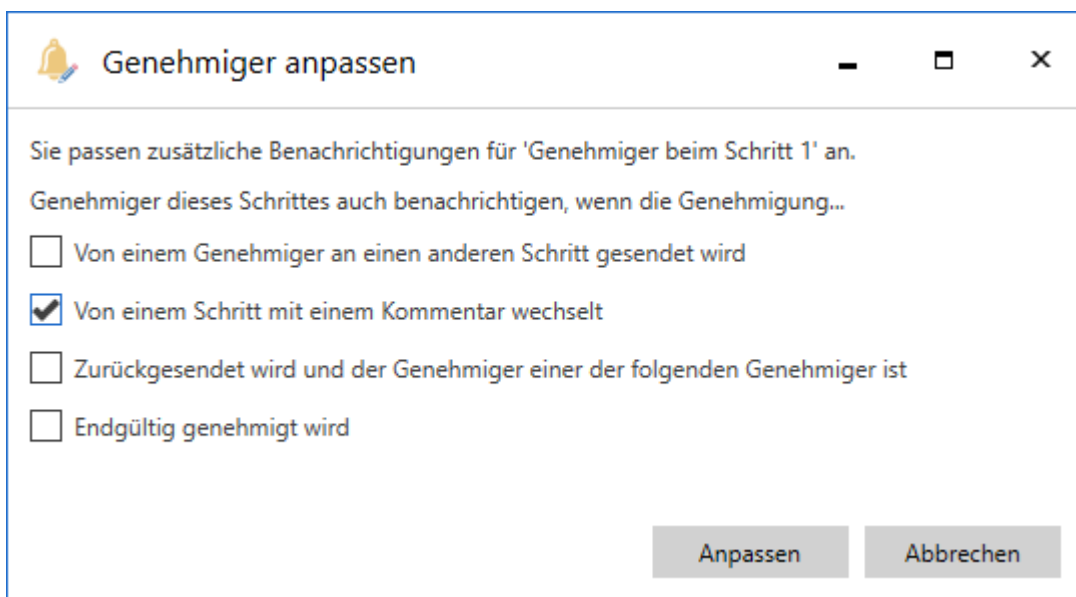 Genehmiger anpassen
Sie passen zusätzliche Benachrichtigungen für 'Genehmiger beim Schritt 1' an.
Genehmiger dieses Schrittes auch benachrichtigen, wenn die Genehmigung...
Von einem Genehmiger an einen anderen Schritt gesendet wird
Von einem Schritt mit einem Kommentar wechselt
Zurückgesendet wird und der Genehmiger einer der folgenden Genehmiger ist
Endgültig genehmigt wird
Anpassen Abbrechen